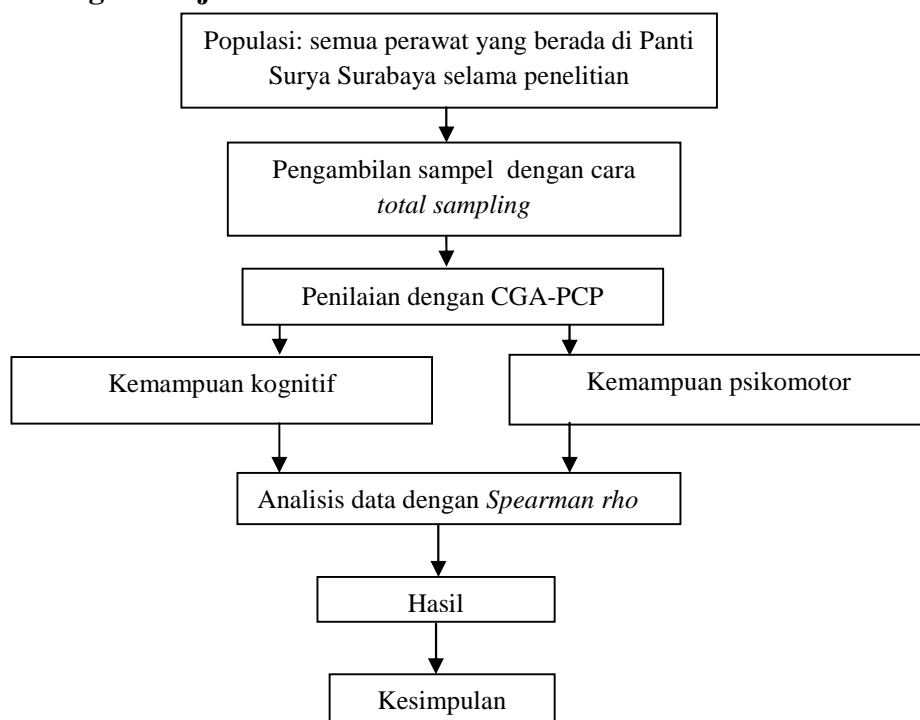 Populasi: semua perawat yang berada di Panti
Surya Surabaya selama penelitian
Pengambilan sampel dengan cara
total sampling
Penilaian dengan CGA-PCP
Kemampuan kognitif
Kemampuan psikomotor
Analisis data dengan Spearman rho
Hasil
Kesimpulan